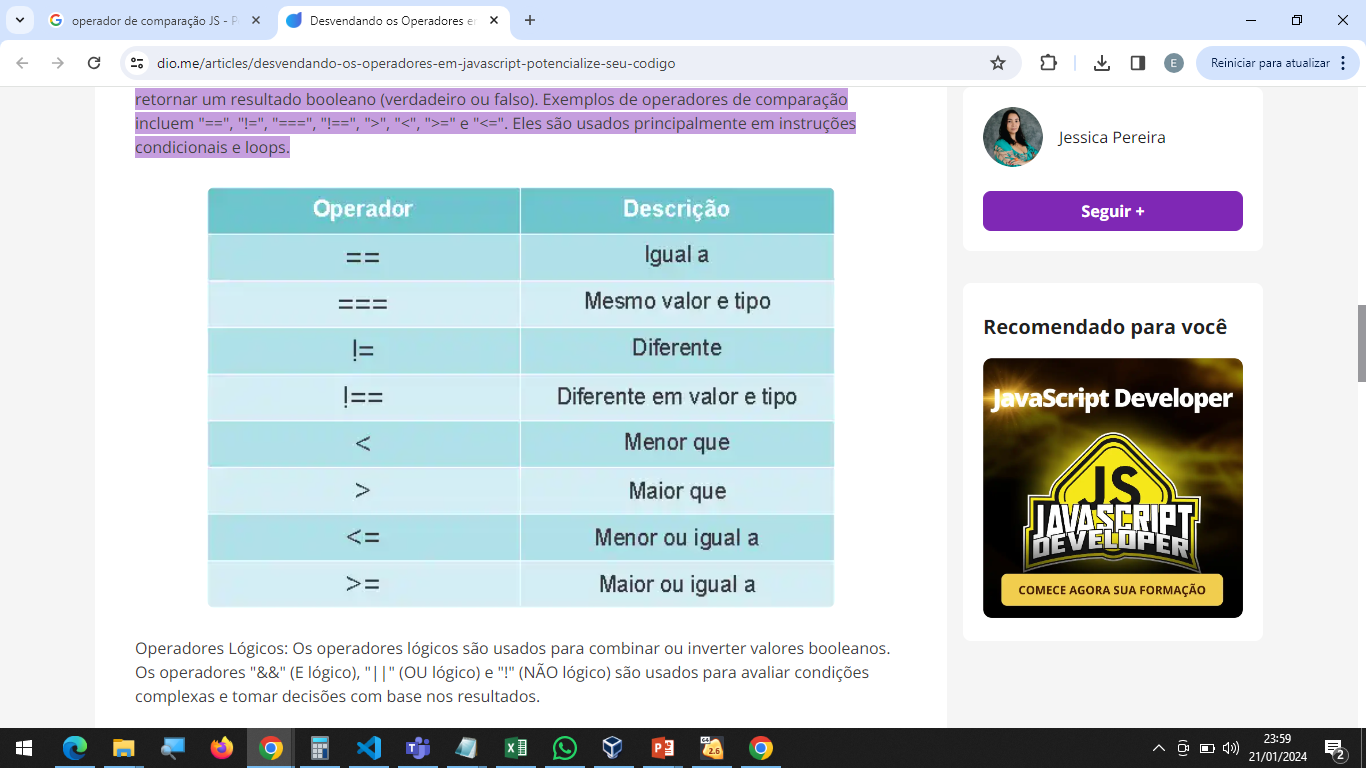 operador de comparação JS - P
Desvendando os Operadores e
dio.me/articles/desvendando-os-operadores-em-javascript-potencialize-seu-codigo
E
Reiniciar para atualizar
retornar um resultado booleano (verdadeiro ou falso). Exemplos de operadores de comparação
incluem "==", "!=", "===", "!==", ">", "<", ">=" e "<=". Eles são usados principalmente em instruções
condicionais e loops.
Operador Descrição
== Igual a
=== Mesmo valor e tipo
!= Diferente
!== Diferente em valor e tipo
< Menor que
> Maior que
<= Menor ou igual a
>= Maior ou igual a
Operadores Lógicos: Os operadores lógicos são usados para combinar ou inverter valores booleanos.
Os operadores "&&" (E lógico), "||" (OU lógico) e "!" (NÃO lógico) são usados para avaliar condições
complexas e tomar decisões com base nos resultados.
Jessica Pereira
Seguir +
Recomendado para você
JavaScript Developer
JS
JAVASCRIPT
DEVELOPER
COMECE AGORA SUA FORMAÇÃO
2.6
23:59
21/01/2024
2